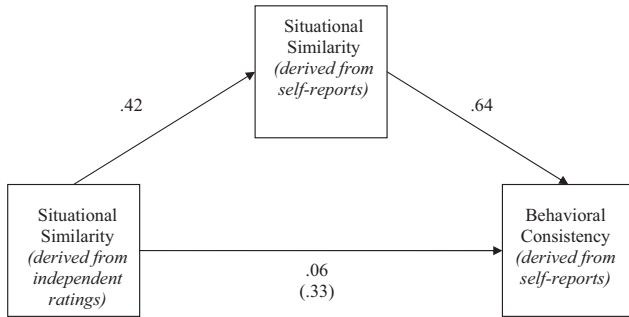 Situational
Similarity
(derived from
self-reports)
.42
.64
Situational
Similarity
(derived from
independent
ratings)
.06
(.33)
Behavioral
Consistency
(derived from
self-reports)